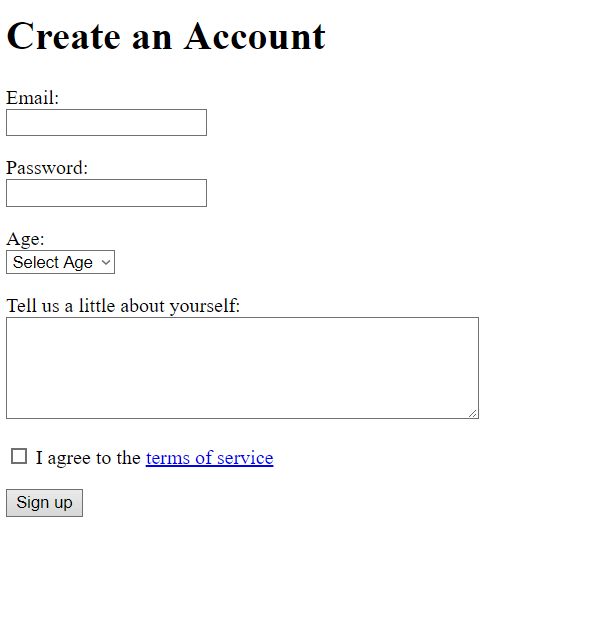 Create an Account
Email:
Password:
Age:
Select Age
Tell us a little about yourself:
I agree to the terms of service
Sign up